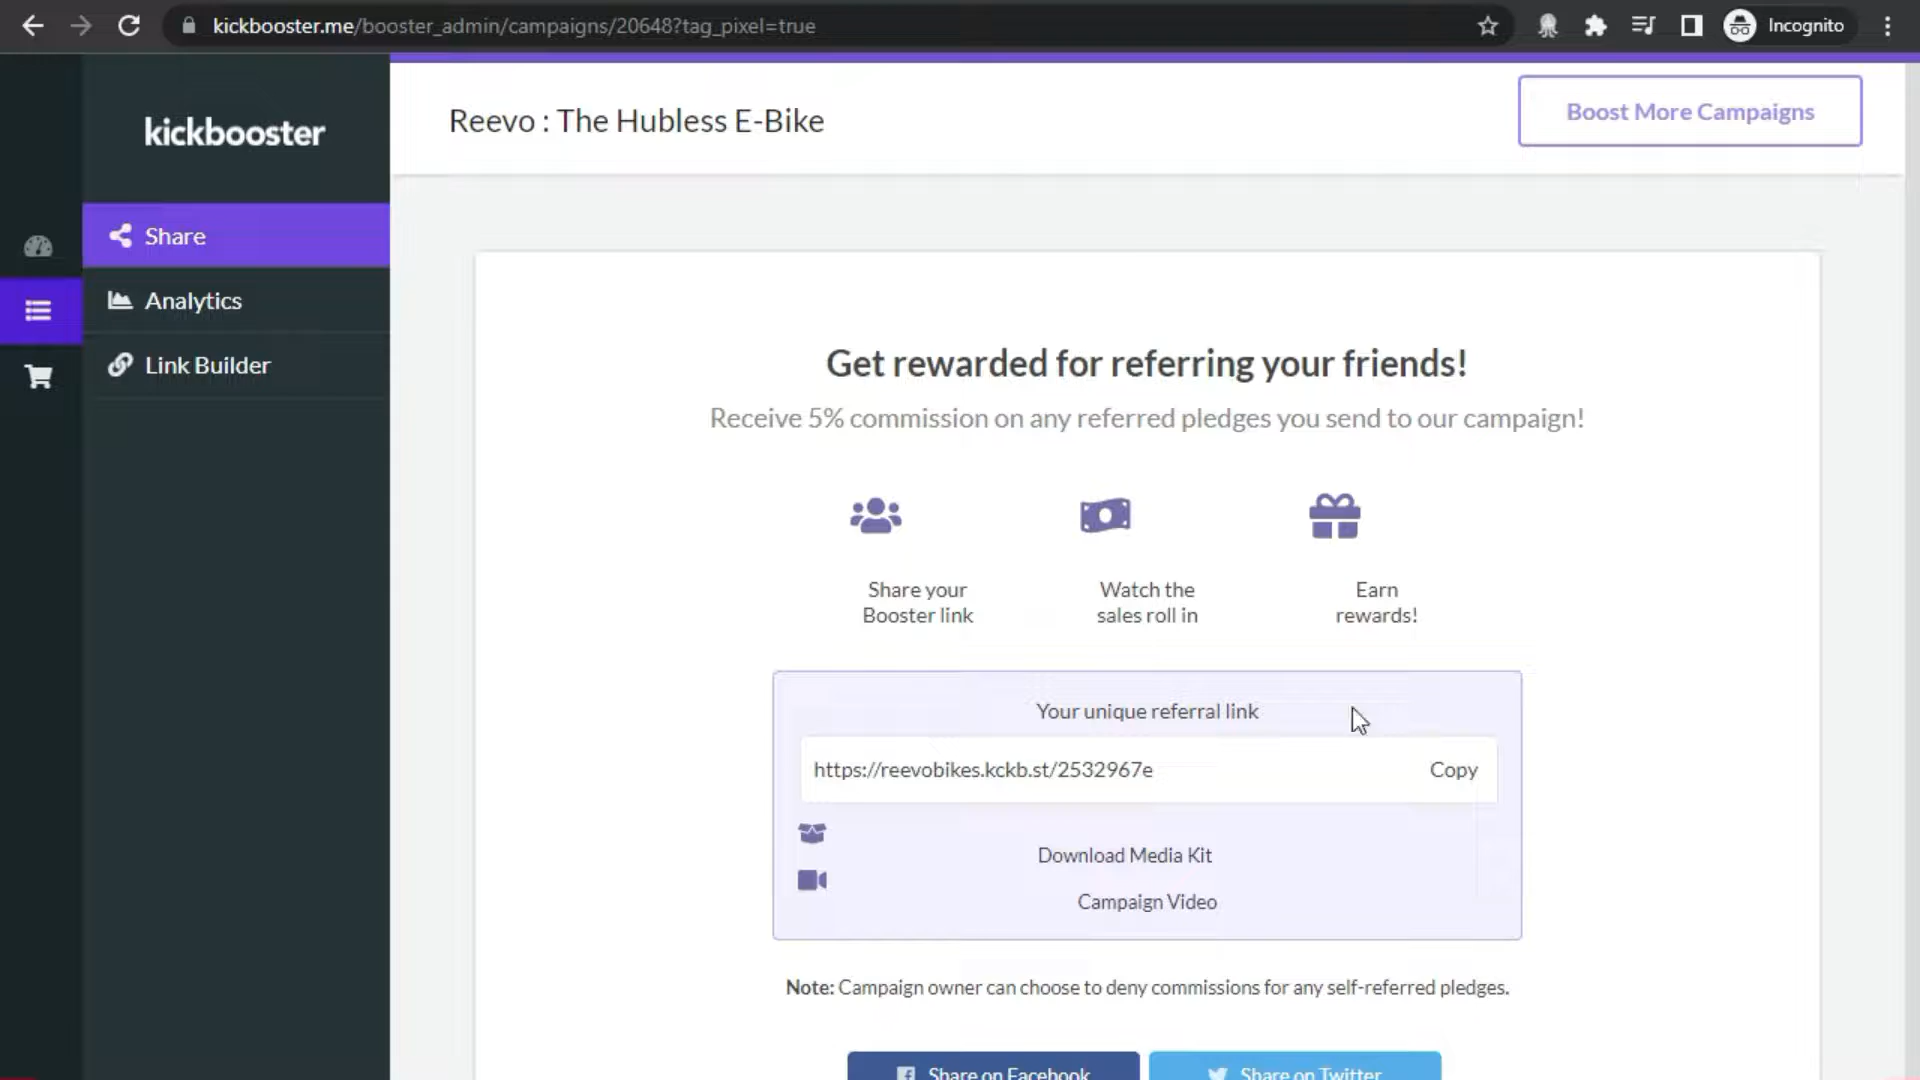 kickbooster.me/booster_admin/campaigns/20648?tag_pixel=true
Incognito
kickbooster
Reevo : The Hubless E-Bike
Boost More Campaigns
Share
Analytics
Link Builder
Get rewarded for referring your friends!
Receive 5% commission on any referred pledges you send to our campaign!
Share your
Booster link
Watch the
sales roll in
Earn
rewards!
Your unique referral link
https://reevobikes.kckb.st/2532967e
Copy
Download Media Kit
Campaign Video
Note: Campaign owner can choose to deny commissions for any self-referred pledges.
Share on Facebook
Share on Twitter